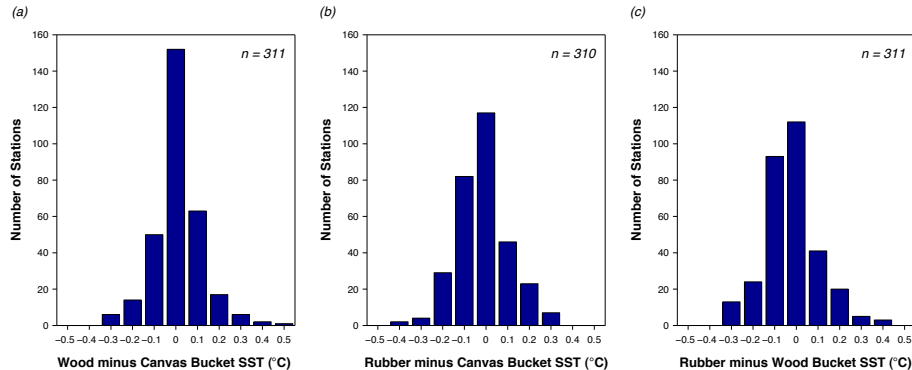 (a)
n = 311
160
140
120
100
80
60
40
20
0
Number of Stations
−0.5 −0.4 −0.3 −0.2 −0.1 0 0.1 0.2 0.3 0.4 0.5
Wood minus Canvas Bucket SST (°C)
(b)
n = 310
160
140
120
100
80
60
40
20
0
Number of Stations
−0.5 −0.4 −0.3 −0.2 −0.1 0 0.1 0.2 0.3 0.4 0.5
Rubber minus Canvas Bucket SST (°C)
(c)
n = 311
160
140
120
100
80
60
40
20
0
Number of Stations
−0.5 −0.4 −0.3 −0.2 −0.1 0 0.1 0.2 0.3 0.4 0.5
Rubber minus Wood Bucket SST (°C)